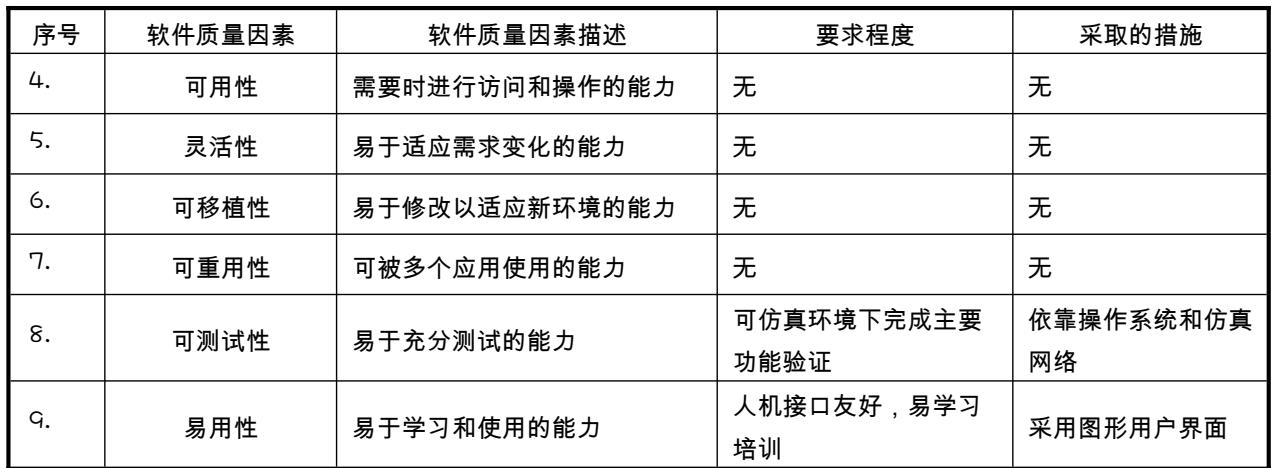 序号 软件质量因素 软件质量因素描述 要求程度 采取的措施
4. 可用性 需要时进行访问和操作的能力 无 无
5. 灵活性 易于适应需求变化的能力 无 无
6. 可移植性 易于修改以适应新环境的能力 无 无
7. 可重用性 可被多个应用使用的能力 无 无
8. 可测试性 易于充分测试的能力 可仿真环境下完成主要 依靠操作系统和仿真
功能验证 网络
9. 易用性 易于学习和使用的能力 人机接口友好，易学习 采用图形用户界面
培训